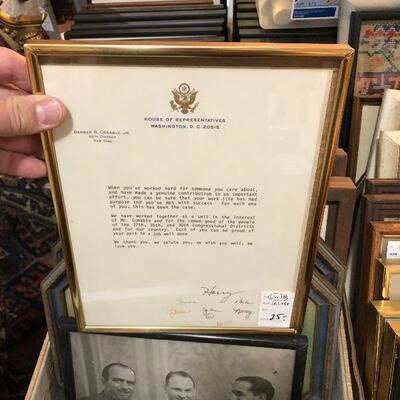 HOUSE OF REPRESENTATIVES
WASHINGTON, D. C. 20515
BARBER B. CONABLE, JR.
NEW YORK
When you've worked hard for someone you care about,
and have made a genuine contribution to an important
effort, you can be sure that your work life has had
purpose and you've met with success. For each one
of you, this has been the case.
We have worked together as a unit in the interest
of Mr. Conable and for the common good of the people
of the 37th, 35th, and 30th Congressional Districts
and for our country. Each of you can be proud of
your part in a job well done.
We thank you, we salute you, we wish you well, we
love you.
Harry
Nancy
25-